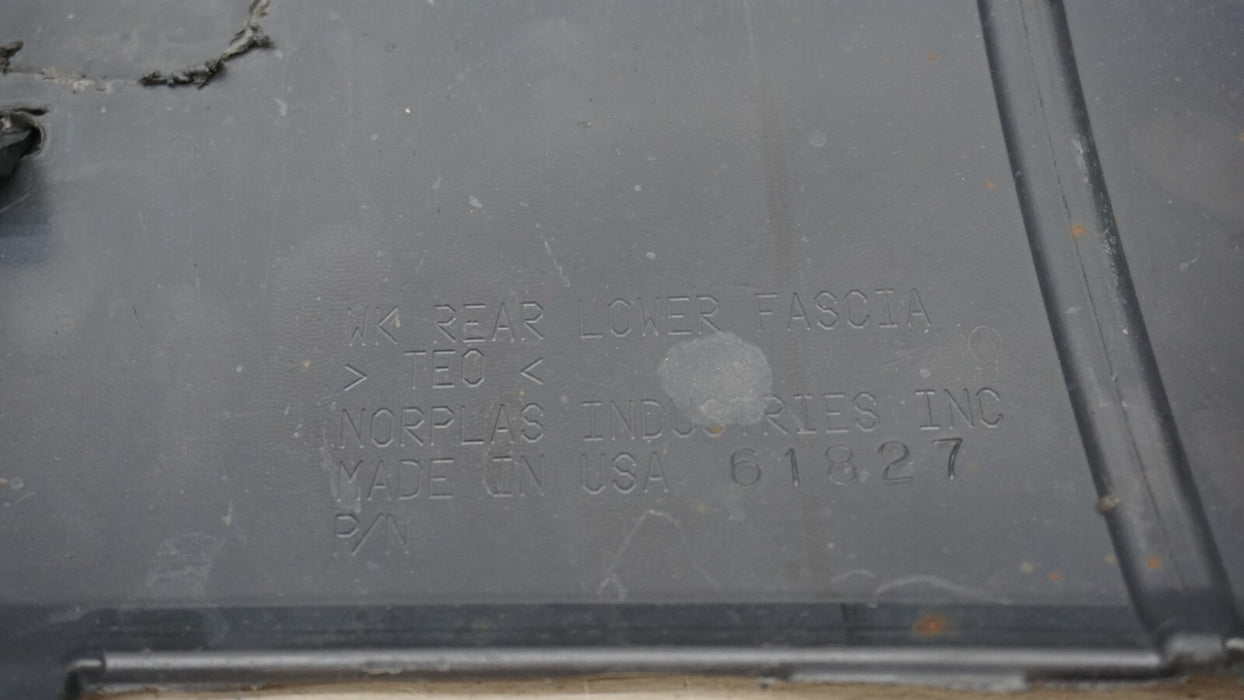 WK REAR LOWER FASCIA
> TEO <
NORPLAS INDUSTRIES INC
MADE IN USA 61827
P/N